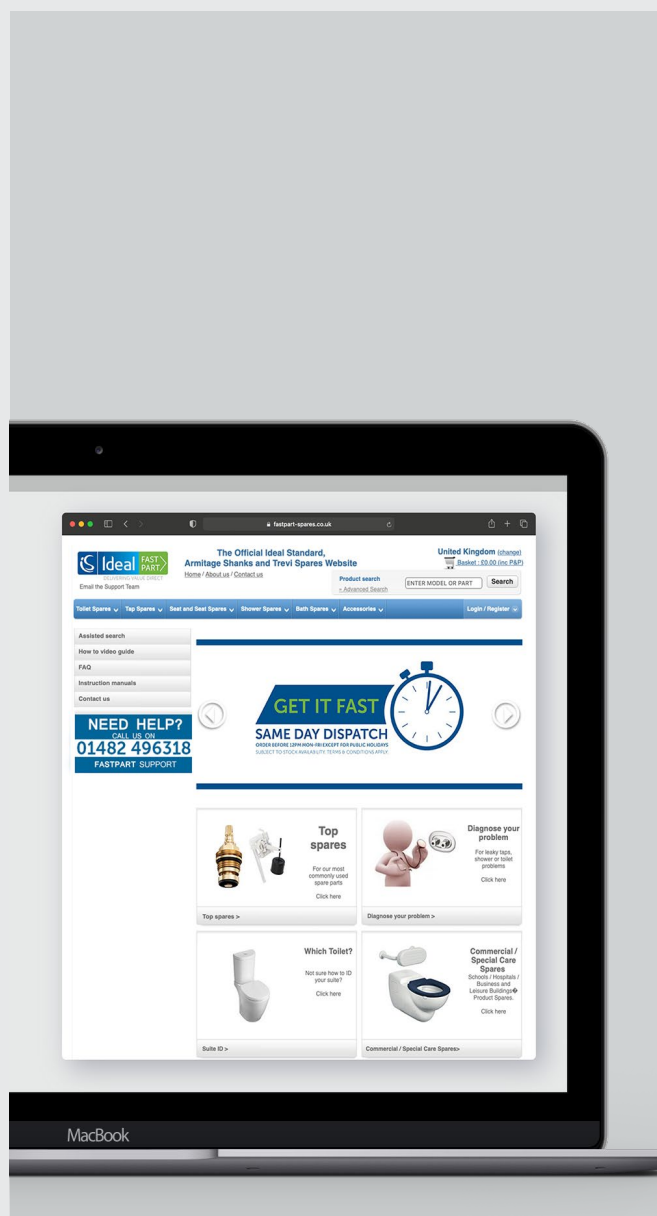 fastpart-spares.co.uk
Ideal FAST PART
DELIVERING VALUE DIRECT
Email the Support Team
The Official Ideal Standard,
Armitage Shanks and Trevi Spares Website
Home / About us / Contact us
United Kingdom (change)
Basket : £0.00 (inc P&P)
Product search
+ Advanced Search
ENTER MODEL OR PART
Search
Toilet Spares Tap Spares Seat and Seat Spares Shower Spares Bath Spares Accessories Login / Register
Assisted search
How to video guide
FAQ
Instruction manuals
Contact us
NEED HELP?
CALL US ON
01482 496318
FASTPART SUPPORT
GET IT FAST
SAME DAY DISPATCH
ORDER BEFORE 12PM MON-FRI EXCEPT FOR PUBLIC HOLIDAYS
SUBJECT TO STOCK AVAILABILITY. TERMS & CONDITIONS APPLY.
Top
spares
For our most
commonly used
spare parts
Click here
Top spares >
Diagnose your
problem
For leaky taps,
shower or toilet
problems
Click here
Diagnose your problem >
Which Toilet?
Not sure how to ID
your suite?
Click here
Suite ID >
Commercial /
Special Care
Spares
Schools / Hospitals /
Business and
Leisure Buildings�
Product Spares.
Click here
Commercial / Special Care Spares>
MacBook